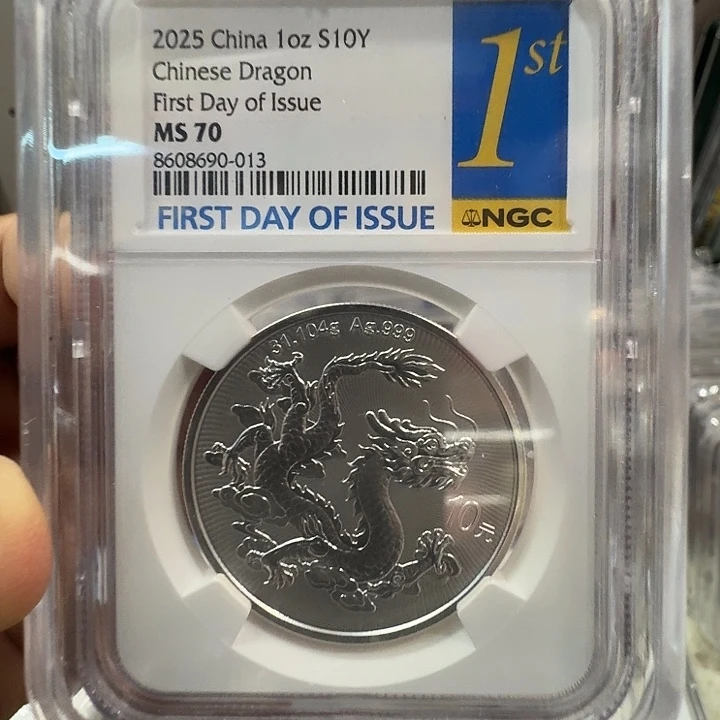 2025 China 1oz S10Y
Chinese Dragon
First Day of Issue
MS 70
8608690-013
FIRST DAY OF ISSUE
1st
NGC
31.104g Ag.999
10元